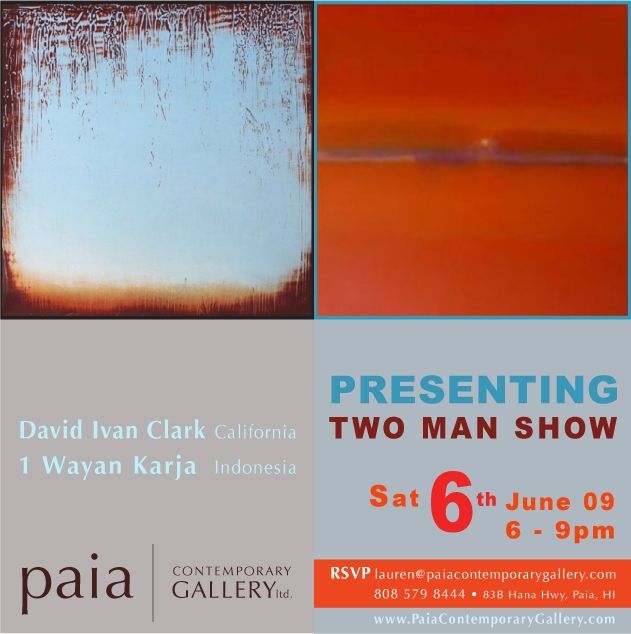 David Ivan Clark California
1 Wayan Karja Indonesia
paia
CONTEMPORARY
GALLERY ltd.
PRESENTING
TWO MAN SHOW
Sat 6th June 09
6 - 9pm
RSVP lauren@paiacontemporarygallery.com
808 579 8444 • 83B Hana Hwy, Paia, HI
www.PaiaContemporaryGallery.com